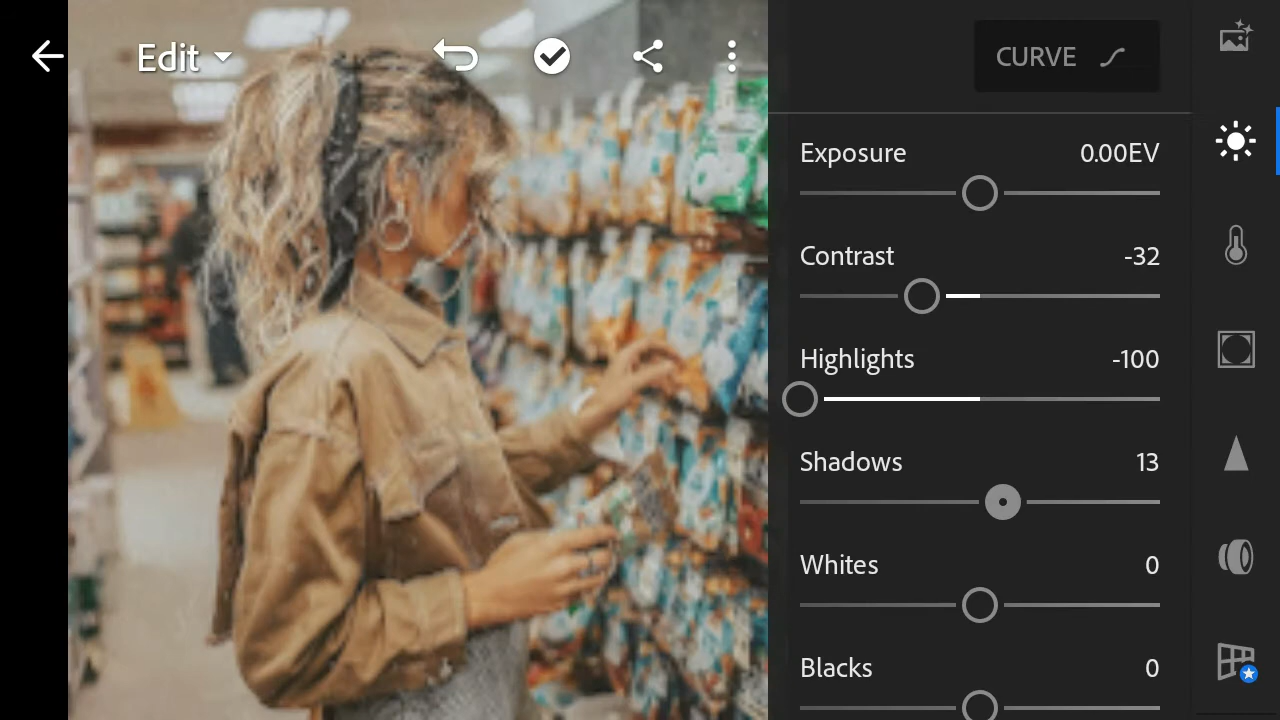 Edit
CURVE
Exposure 0.00EV
Contrast -32
Highlights -100
Shadows 13
Whites 0
Blacks 0